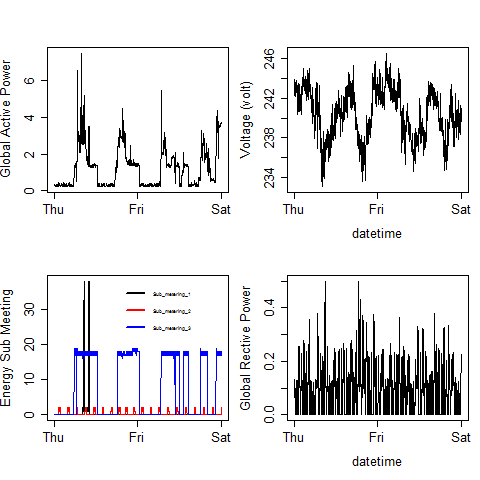 Global Active Power
0
2
4
6
Thu
Fri
Sat
Voltage (volt)
234
238
242
246
Thu
Fri
Sat
datetime
Energy Sub Meeting
0
10
20
30
Sub_metering_1
Sub_metering_2
Sub_metering_3
Thu
Fri
Sat
Global Rective Power
0.0
0.2
0.4
Thu
Fri
Sat
datetime